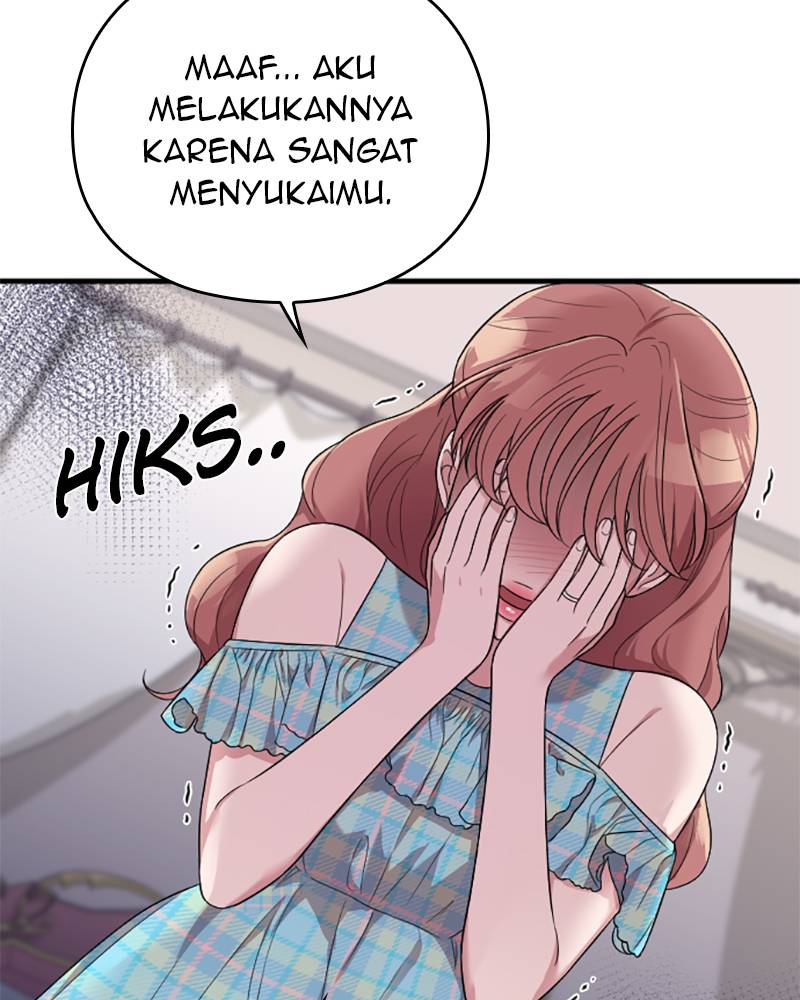 MAAF... AKU
MELAKUKANNYA
KARENA SANGAT
MENYUKAIMU.
HIKS..